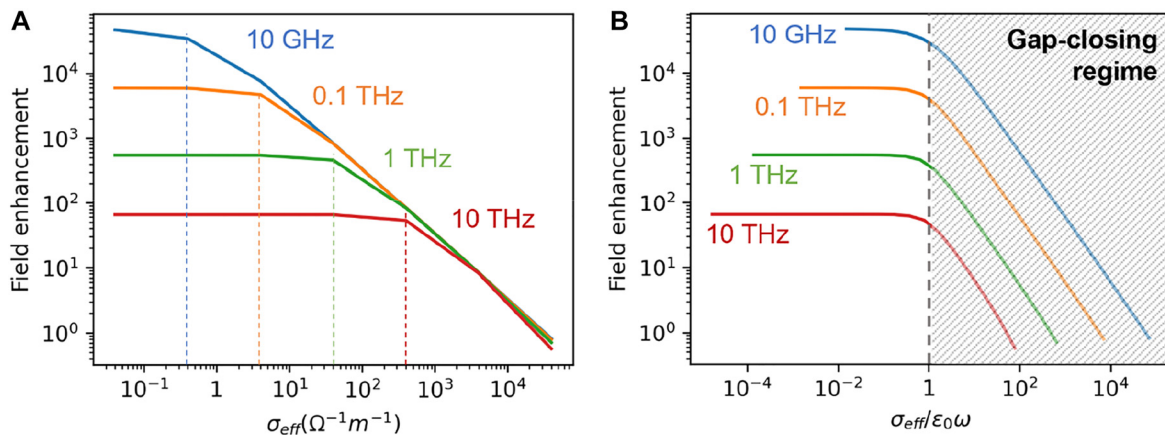 A
Field enhancement
10⁴
10³
10²
10¹
10⁰
10 GHz
0.1 THz
1 THz
10 THz
10⁻¹
10¹
10²
10³
10⁴
σeff(Ω⁻¹m⁻¹)
B
Field enhancement
10⁴
10³
10²
10¹
10⁰
10 GHz
0.1 THz
1 THz
10 THz
Gap-closing
regime
10⁻⁴
10⁻²
1
10²
10⁴
σeff/ε₀ω